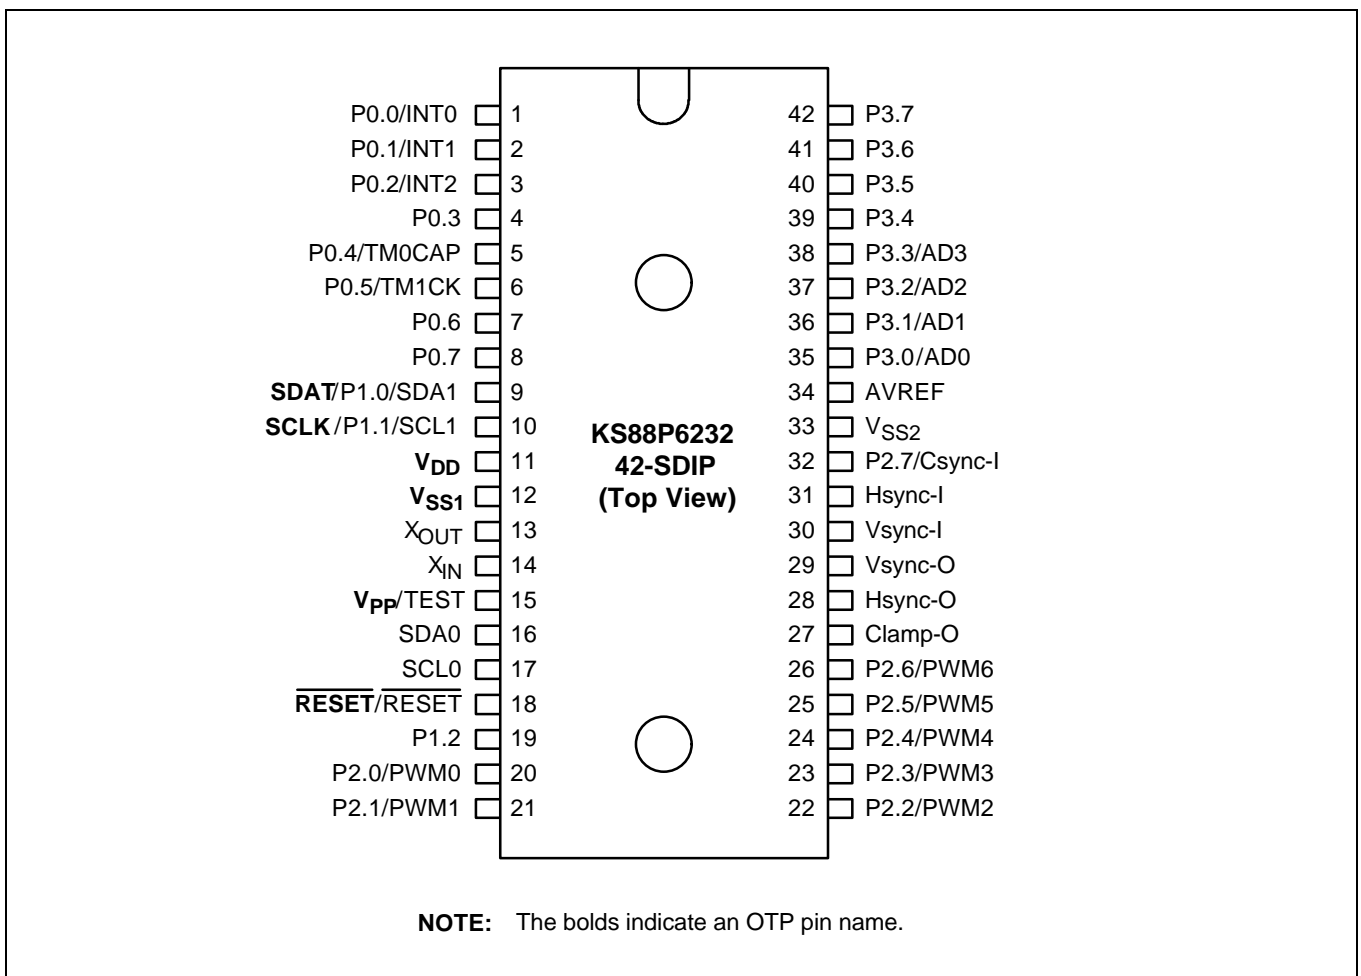 P0.0/INT0 1 42 P3.7
P0.1/INT1 2 41 P3.6
P0.2/INT2 3 40 P3.5
P0.3 4 39 P3.4
P0.4/TM0CAP 5 38 P3.3/AD3
P0.5/TM1CK 6 37 P3.2/AD2
P0.6 7 36 P3.1/AD1
P0.7 8 35 P3.0/AD0
SDAT/P1.0/SDA1 9 34 AVREF
SCLK/P1.1/SCL1 10 33 VSS2
VDD 11 32 P2.7/Csync-I
VSS1 12 31 Hsync-I
XOUT 13 30 Vsync-I
XIN 14 29 Vsync-O
VPP/TEST 15 28 Hsync-O
SDA0 16 27 Clamp-O
SCL0 17 26 P2.6/PWM6
RESET/RESET 18 25 P2.5/PWM5
P1.2 19 24 P2.4/PWM4
P2.0/PWM0 20 23 P2.3/PWM3
P2.1/PWM1 21 22 P2.2/PWM2
KS88P6232
42-SDIP
(Top View)
NOTE: The bolds indicate an OTP pin name.